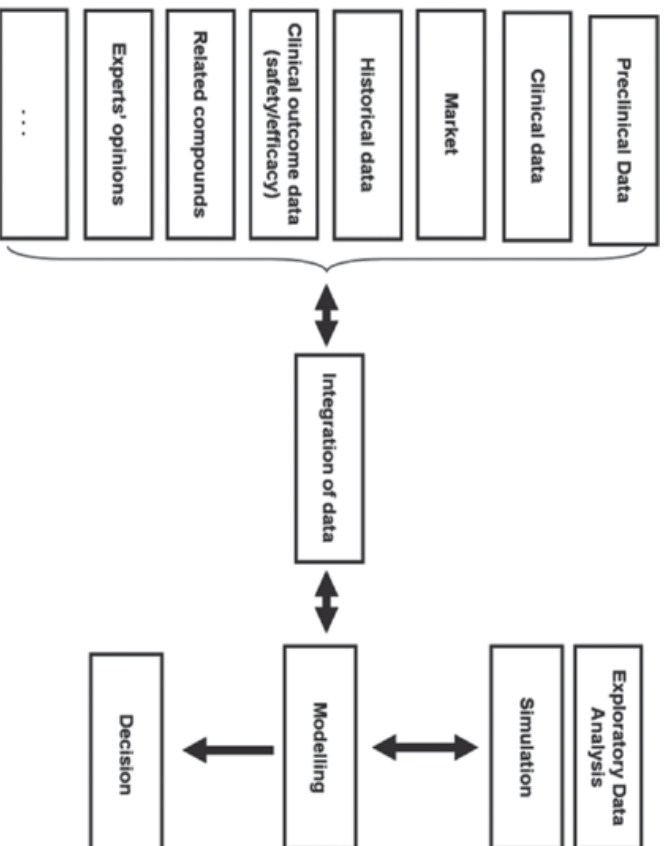 Preclinical Data
Clinical data
Market
Historical data
Clinical outcome data
(safety/efficacy)
Related compounds
Experts' opinions
...
Integration of data
Exploratory Data
Analysis
Simulation
Modelling
Decision